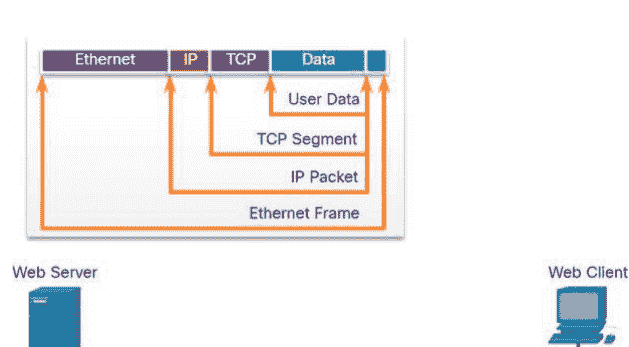 Ethernet IP TCP Data
User Data
TCP Segment
IP Packet
Ethernet Frame
Web Server
Web Client